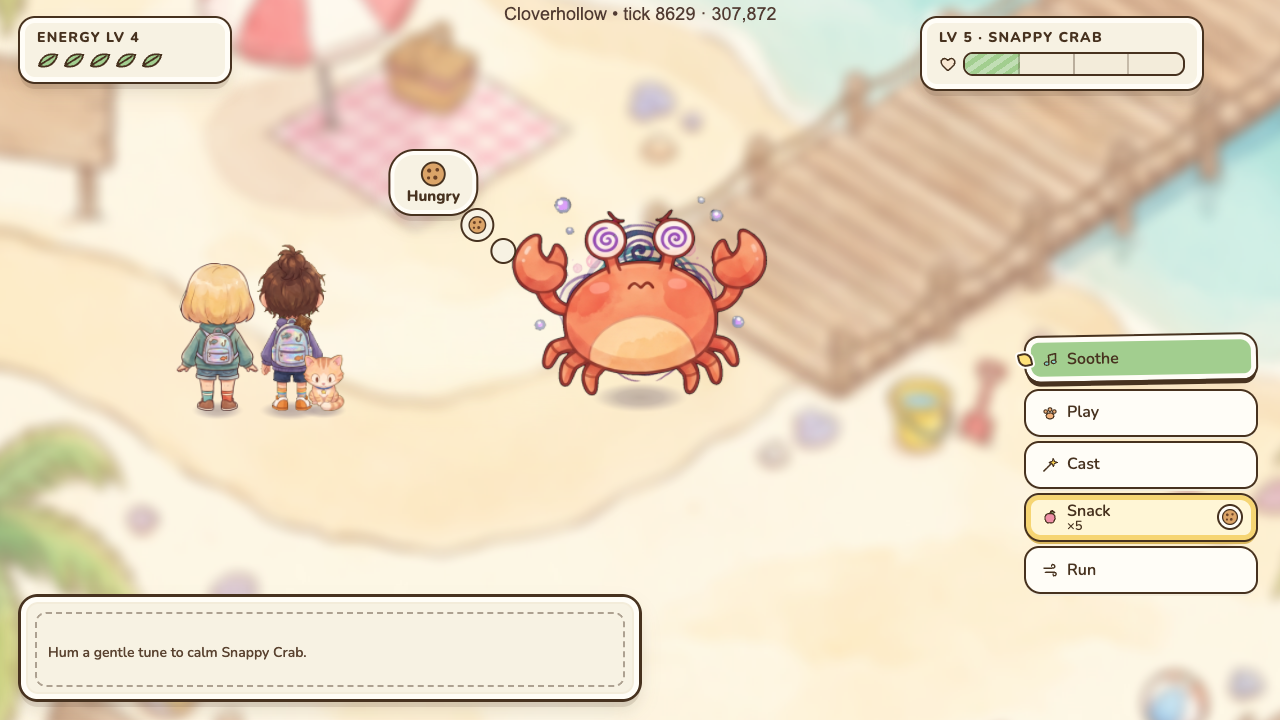 Cloverhollow • tick 8629 · 307,872
ENERGY LV 4
LV 5 · SNAPPY CRAB
Hungry
Soothe
Play
Cast
Snack
×5
Run
Hum a gentle tune to calm Snappy Crab.